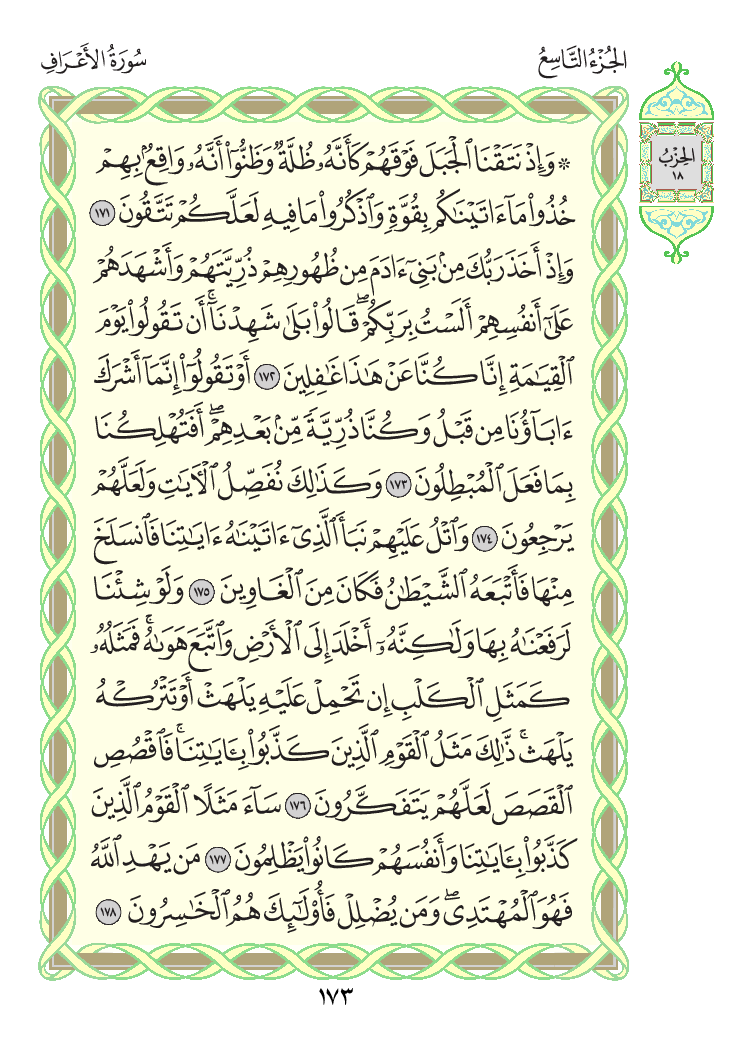 الجُزْءُ التَّاسِعُ
سُورَةُ الأَعْرَافِ
الحِزْبُ
١٨
۞ وَإِذْ نَتَقْنَا ٱلْجَبَلَ فَوْقَهُمْ كَأَنَّهُۥ ظُلَّةٌ وَظَنُّوٓا۟ أَنَّهُۥ وَاقِعٌۢ بِهِمْ
خُذُوا۟ مَآ ءَاتَيْنَٰكُم بِقُوَّةٍ وَٱذْكُرُوا۟ مَا فِيهِ لَعَلَّكُمْ تَتَّقُونَ ١٧١
وَإِذْ أَخَذَ رَبُّكَ مِنۢ بَنِىٓ ءَادَمَ مِن ظُهُورِهِمْ ذُرِّيَّتَهُمْ وَأَشْهَدَهُمْ
عَلَىٰٓ أَنفُسِهِمْ أَلَسْتُ بِرَبِّكُمْ ۖ قَالُوا۟ بَلَىٰ شَهِدْنَآ ۛ أَن تَقُولُوا۟ يَوْمَ
ٱلْقِيَٰمَةِ إِنَّا كُنَّا عَنْ هَٰذَا غَٰفِلِينَ ١٧٢ أَوْ تَقُولُوٓا۟ إِنَّمَآ أَشْرَكَ
ءَابَآؤُنَا مِن قَبْلُ وَكُنَّا ذُرِّيَّةً مِّنۢ بَعْدِهِمْ ۖ أَفَتُهْلِكُنَا
بِمَا فَعَلَ ٱلْمُبْطِلُونَ ١٧٣ وَكَذَٰلِكَ نُفَصِّلُ ٱلْـَٔايَٰتِ وَلَعَلَّهُمْ
يَرْجِعُونَ ١٧٤ وَٱتْلُ عَلَيْهِمْ نَبَأَ ٱلَّذِىٓ ءَاتَيْنَٰهُ ءَايَٰتِنَا فَٱنسَلَخَ
مِنْهَا فَأَتْبَعَهُ ٱلشَّيْطَٰنُ فَكَانَ مِنَ ٱلْغَاوِينَ ١٧٥ وَلَوْ شِئْنَا
لَرَفَعْنَٰهُ بِهَا وَلَٰكِنَّهُۥٓ أَخْلَدَ إِلَى ٱلْأَرْضِ وَٱتَّبَعَ هَوَىٰهُ ۚ فَمَثَلُهُۥ
كَمَثَلِ ٱلْكَلْبِ إِن تَحْمِلْ عَلَيْهِ يَلْهَثْ أَوْ تَتْرُكْهُ
يَلْهَث ۚ ذَّٰلِكَ مَثَلُ ٱلْقَوْمِ ٱلَّذِينَ كَذَّبُوا۟ بِـَٔايَٰتِنَا ۚ فَٱقْصُصِ
ٱلْقَصَصَ لَعَلَّهُمْ يَتَفَكَّرُونَ ١٧٦ سَآءَ مَثَلًا ٱلْقَوْمُ ٱلَّذِينَ
كَذَّبُوا۟ بِـَٔايَٰتِنَا وَأَنفُسَهُمْ كَانُوا۟ يَظْلِمُونَ ١٧٧ مَن يَهْدِ ٱللَّهُ
فَهُوَ ٱلْمُهْتَدِى ۖ وَمَن يُضْلِلْ فَأُو۟لَٰٓئِكَ هُمُ ٱلْخَٰسِرُونَ ١٧٨
١٧٣